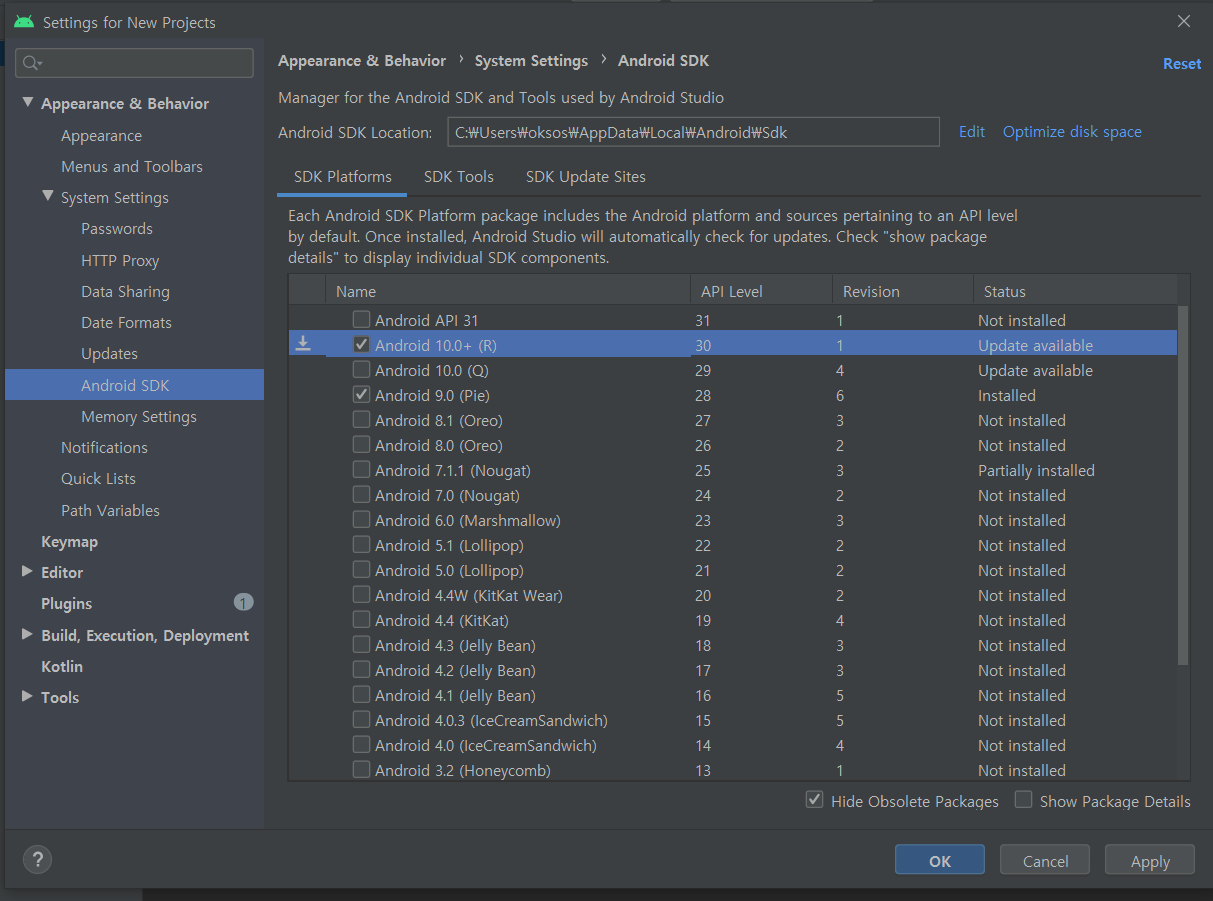 Settings for New Projects
Appearance & Behavior
Appearance
Menus and Toolbars
System Settings
Passwords
HTTP Proxy
Data Sharing
Date Formats
Updates
Android SDK
Memory Settings
Notifications
Quick Lists
Path Variables
Keymap
Editor
Plugins 1
Build, Execution, Deployment
Kotlin
Tools
Appearance & Behavior › System Settings › Android SDK
Reset
Manager for the Android SDK and Tools used by Android Studio
Android SDK Location: C:₩Users₩oksos₩AppData₩Local₩Android₩Sdk Edit Optimize disk space
SDK Platforms SDK Tools SDK Update Sites
Each Android SDK Platform package includes the Android platform and sources pertaining to an API level
by default. Once installed, Android Studio will automatically check for updates. Check "show package
details" to display individual SDK components.
Name API Level Revision Status
Android API 31 31 1 Not installed
Android 10.0+ (R) 30 1 Update available
Android 10.0 (Q) 29 4 Update available
Android 9.0 (Pie) 28 6 Installed
Android 8.1 (Oreo) 27 3 Not installed
Android 8.0 (Oreo) 26 2 Not installed
Android 7.1.1 (Nougat) 25 3 Partially installed
Android 7.0 (Nougat) 24 2 Not installed
Android 6.0 (Marshmallow) 23 3 Not installed
Android 5.1 (Lollipop) 22 2 Not installed
Android 5.0 (Lollipop) 21 2 Not installed
Android 4.4W (KitKat Wear) 20 2 Not installed
Android 4.4 (KitKat) 19 4 Not installed
Android 4.3 (Jelly Bean) 18 3 Not installed
Android 4.2 (Jelly Bean) 17 3 Not installed
Android 4.1 (Jelly Bean) 16 5 Not installed
Android 4.0.3 (IceCreamSandwich) 15 5 Not installed
Android 4.0 (IceCreamSandwich) 14 4 Not installed
Android 3.2 (Honeycomb) 13 1 Not installed
Hide Obsolete Packages Show Package Details
? OK Cancel Apply